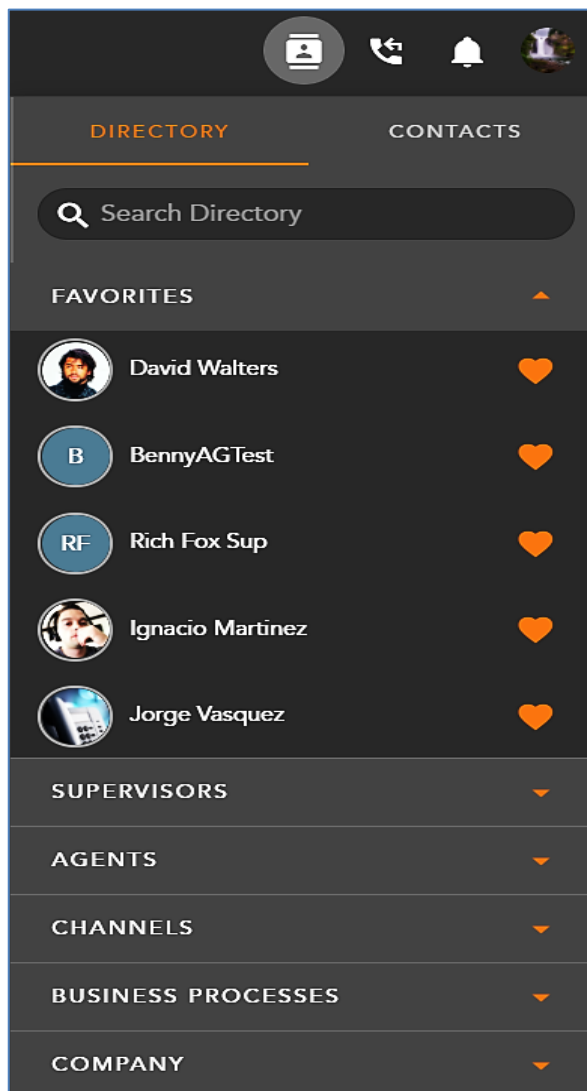 DIRECTORY CONTACTS
Search Directory
FAVORITES
David Walters
B
BennyAGTest
RF
Rich Fox Sup
Ignacio Martinez
Jorge Vasquez
SUPERVISORS
AGENTS
CHANNELS
BUSINESS PROCESSES
COMPANY